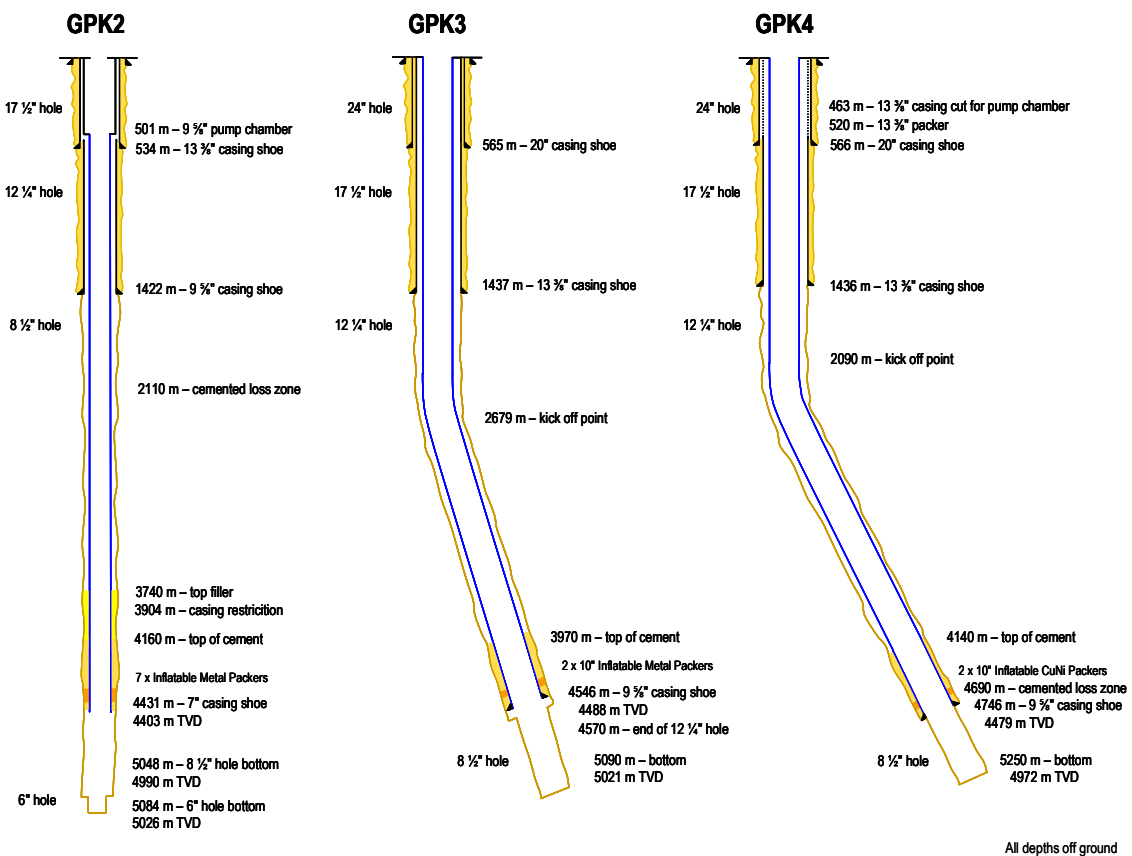 GPK2
17 ½" hole
501 m – 9 ⅝" pump chamber
534 m – 13 ⅜" casing shoe
12 ¼" hole
1422 m – 9 ⅝" casing shoe
8 ½" hole
2110 m – cemented loss zone
3740 m – top filler
3904 m – casing restricition
4160 m – top of cement
7 x Inflatable Metal Packers
4431 m – 7" casing shoe
4403 m TVD
5048 m – 8 ½" hole bottom
4990 m TVD
6" hole
5084 m – 6" hole bottom
5026 m TVD
GPK3
24" hole
565 m – 20" casing shoe
17 ½" hole
1437 m – 13 ⅜" casing shoe
12 ¼" hole
2679 m – kick off point
3970 m – top of cement
2 x 10" Inflatable Metal Packers
4546 m – 9 ⅝" casing shoe
4488 m TVD
4570 m – end of 12 ¼" hole
8 ½" hole
5090 m – bottom
5021 m TVD
GPK4
24" hole
463 m – 13 ⅜" casing cut for pump chamber
520 m – 13 ⅜" packer
566 m – 20" casing shoe
17 ½" hole
1436 m – 13 ⅜" casing shoe
12 ¼" hole
2090 m – kick off point
4140 m – top of cement
2 x 10" Inflatable CuNi Packers
4690 m – cemented loss zone
4746 m – 9 ⅝" casing shoe
4479 m TVD
8 ½" hole
5250 m – bottom
4972 m TVD
All depths off ground